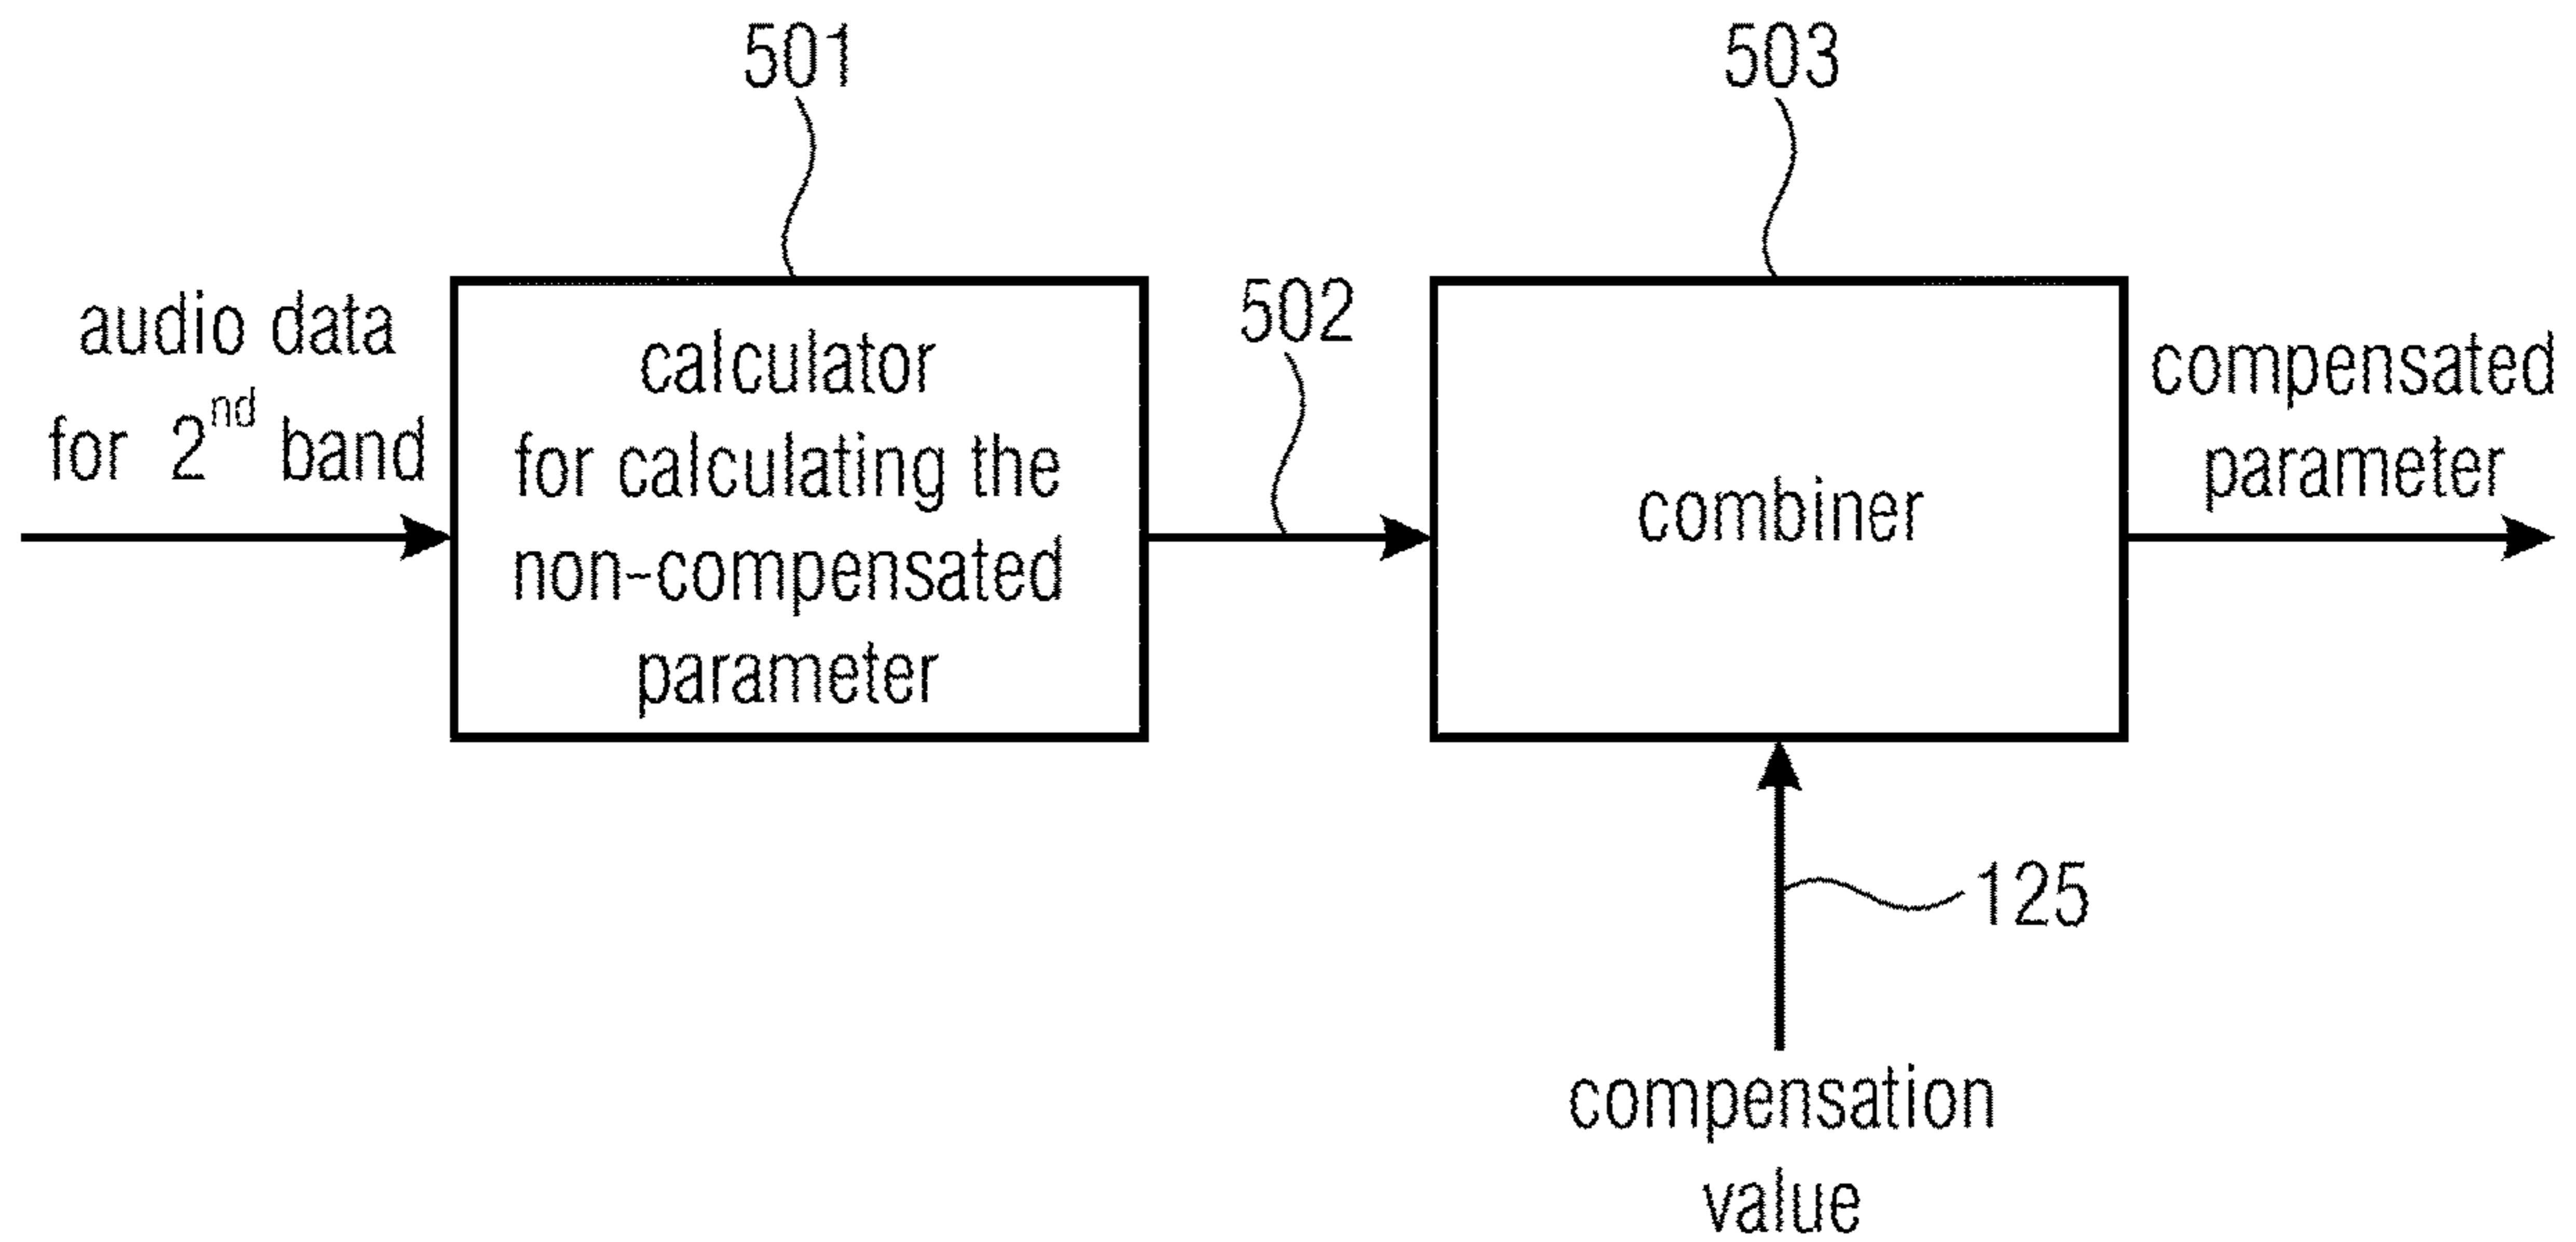 501
503
audio data
for 2nd band
calculator
for calculating the
non-compensated
parameter
502
combiner
compensated
parameter
125
compensation
value